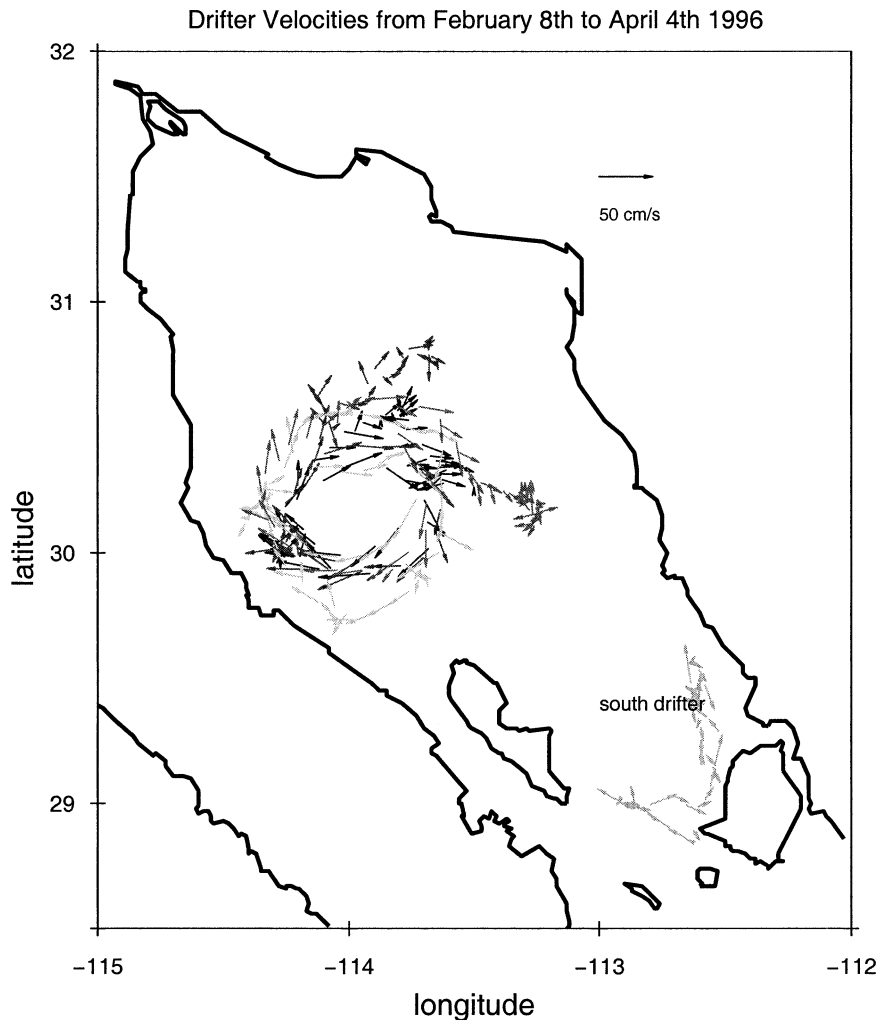 Drifter Velocities from February 8th to April 4th 1996
32
50 cm/s
31
latitude
30
south drifter
29
−115
−114
−113
−112
longitude